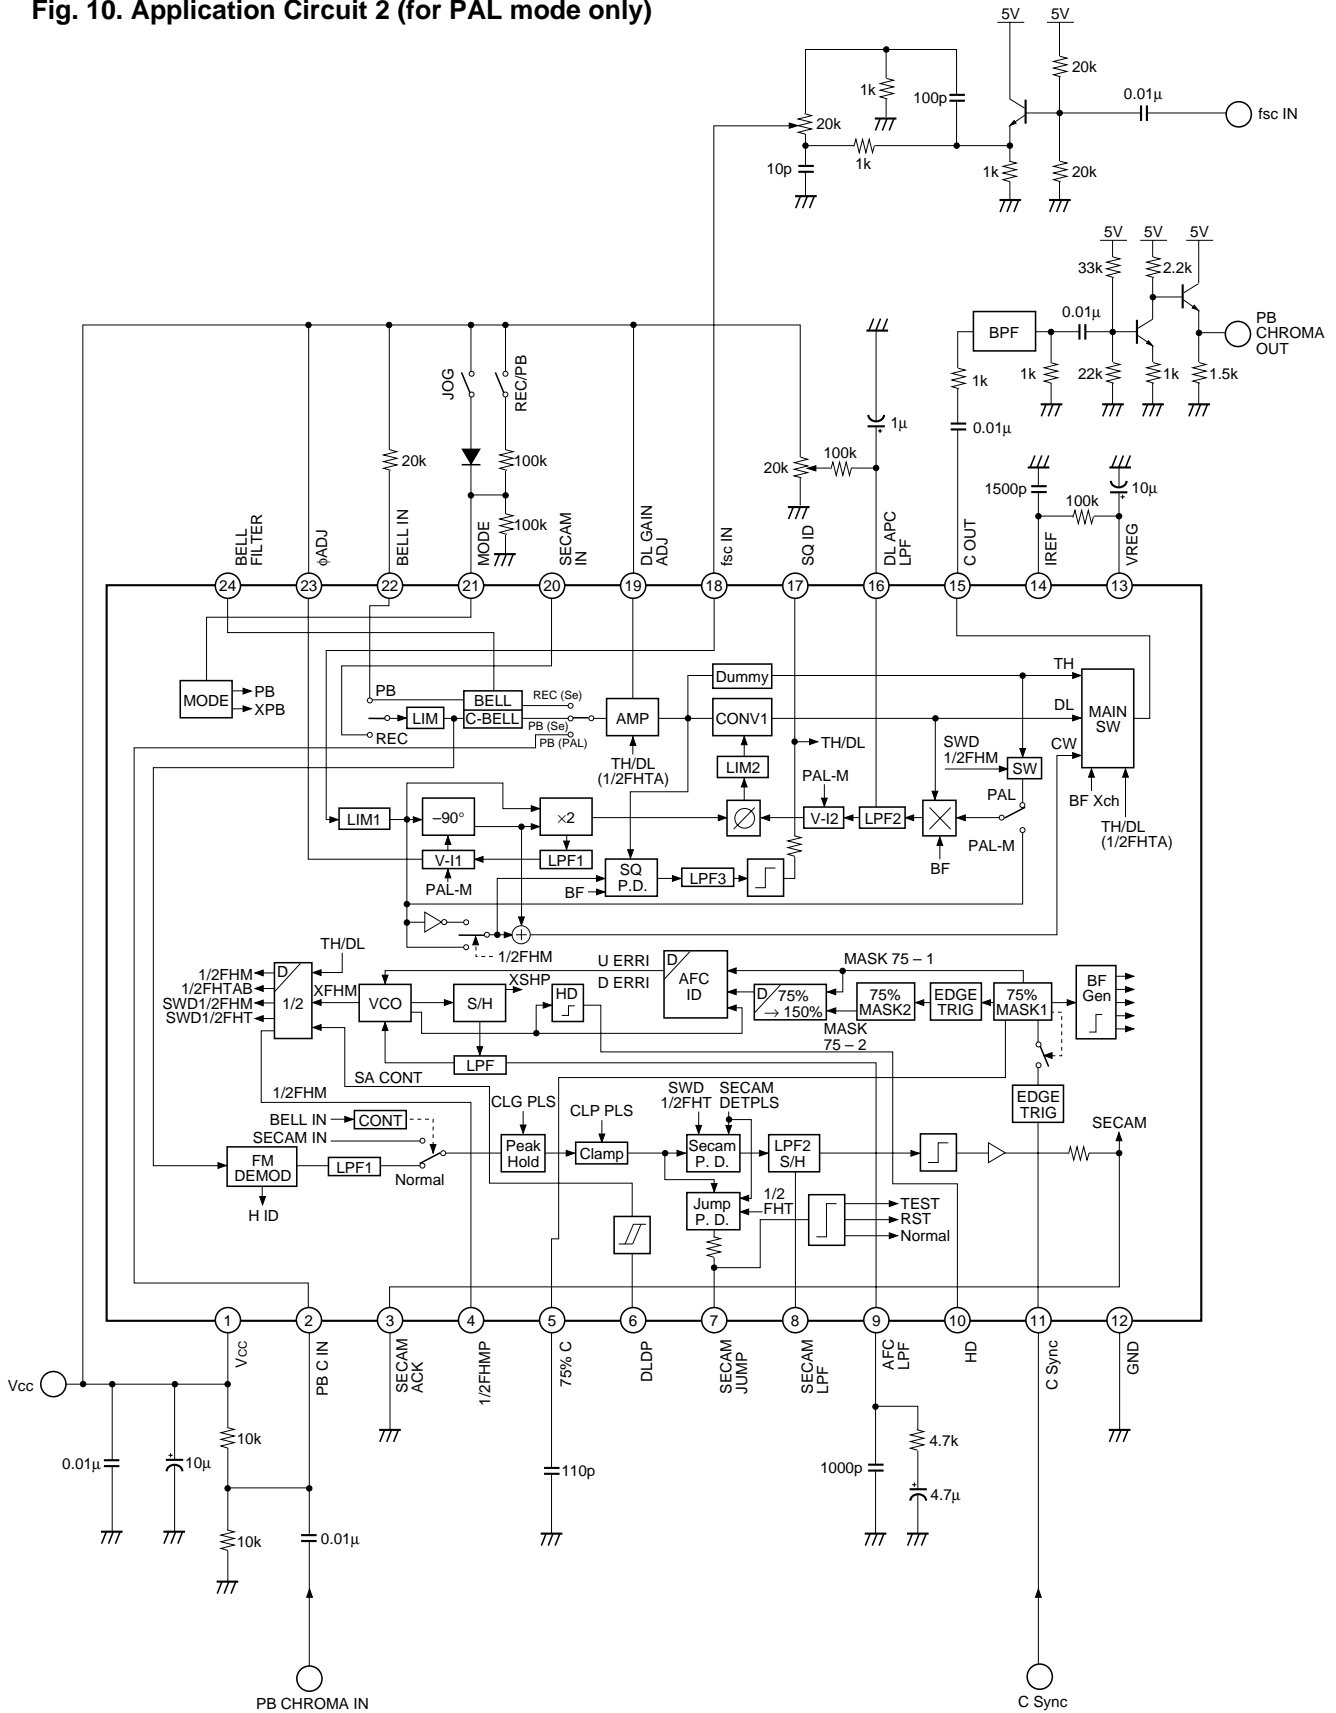 Fig. 10. Application Circuit 2 (for PAL mode only)
5V
5V
20k
1k
100p
0.01μ
fsc IN
20k
10p
1k
1k
20k
5V
5V
5V
33k
2.2k
0.01μ
BPF
PB
CHROMA
OUT
1k
1k
22k
1k
1.5k
0.01μ
JOG
REC/PB
20k
100k
100k
20k
100k
1μ
1500p
100k
10μ
BELL
FILTER
φADJ
BELL IN
MODE
SECAM
IN
DL GAIN
ADJ
fsc IN
SQ ID
DL APC
LPF
C OUT
IREF
VREG
24
23
22
21
20
19
18
17
16
15
14
13
MODE
PB
XPB
PB
REC
LIM
BELL
C-BELL
REC (Se)
PB (Se)
PB (PAL)
AMP
TH/DL
(1/2FHTA)
Dummy
CONV1
LIM2
TH/DL
PAL-M
SWD
1/2FHM
SW
TH
DL
CW
MAIN
SW
BF Xch
TH/DL
(1/2FHTA)
LIM1
−90°
×2
V-I1
LPF1
PAL-M
∅
V-I2
LPF2
BF
PAL
PAL-M
SQ
P.D.
BF
LPF3
1/2FHM
TH/DL
1/2FHM
1/2FHTAB
SWD1/2FHM
SWD1/2FHT
D
1/2
XFHM
VCO
S/H
XSHP
HD
LPF
U ERRI
D ERRI
D
AFC
ID
MASK 75 – 1
D
75%
→ 150%
MASK
75 – 2
75%
MASK2
EDGE
TRIG
75%
MASK1
BF
Gen
EDGE
TRIG
SA CONT
1/2FHM
BELL IN
CONT
SECAM IN
FM
DEMOD
LPF1
Normal
H ID
CLG PLS
Peak
Hold
CLP PLS
Clamp
SWD
1/2FHT
SECAM
DETPLS
Secam
P. D.
LPF2
S/H
Jump
P. D.
1/2
FHT
TEST
RST
Normal
SECAM
1
2
3
4
5
6
7
8
9
10
11
12
Vcc
PB C IN
SECAM
ACK
1/2FHMP
75% C
DLDP
SECAM
JUMP
SECAM
LPF
AFC
LPF
HD
C Sync
GND
Vcc
0.01μ
10μ
10k
10k
0.01μ
110p
1000p
4.7k
4.7μ
PB CHROMA IN
C Sync